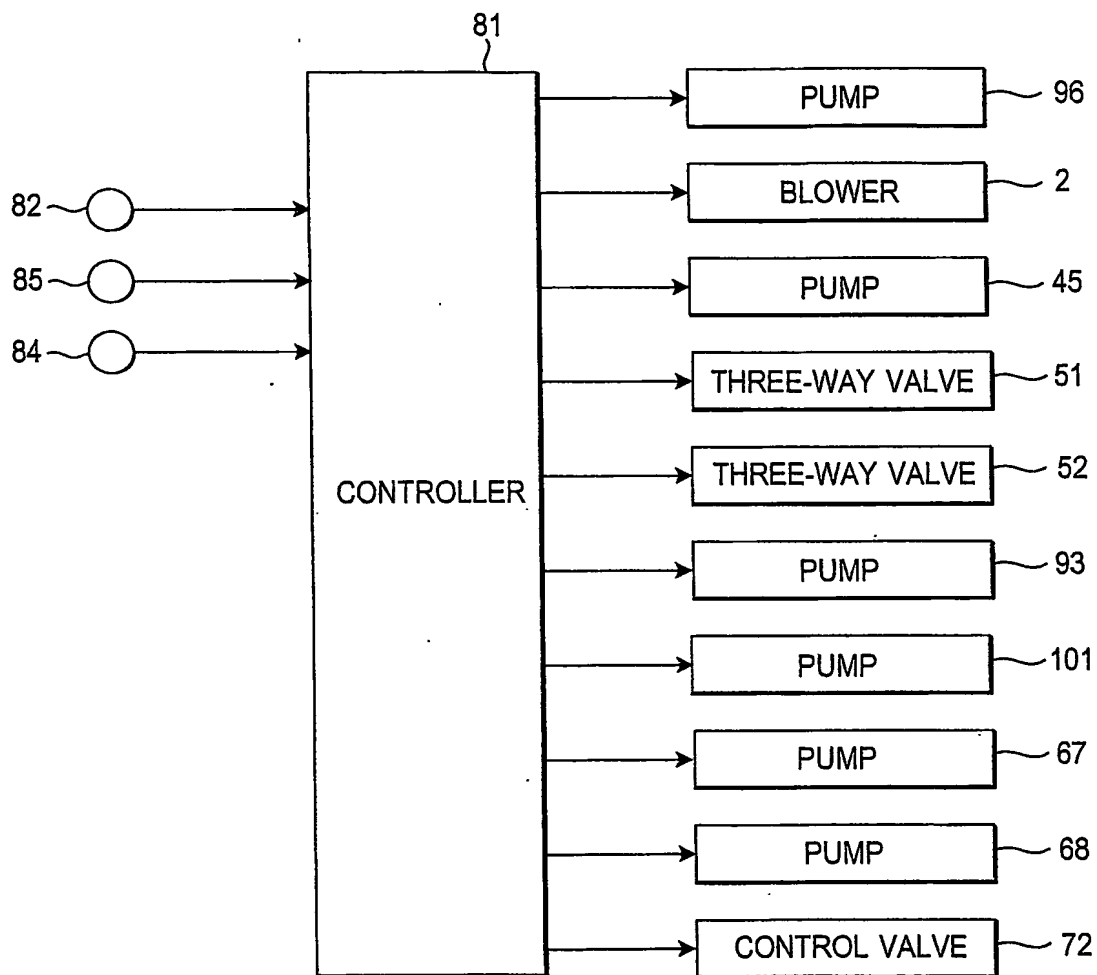 81
PUMP 96
82
BLOWER 2
85
PUMP 45
84
THREE-WAY VALVE 51
CONTROLLER
THREE-WAY VALVE 52
PUMP 93
PUMP 101
PUMP 67
PUMP 68
CONTROL VALVE 72